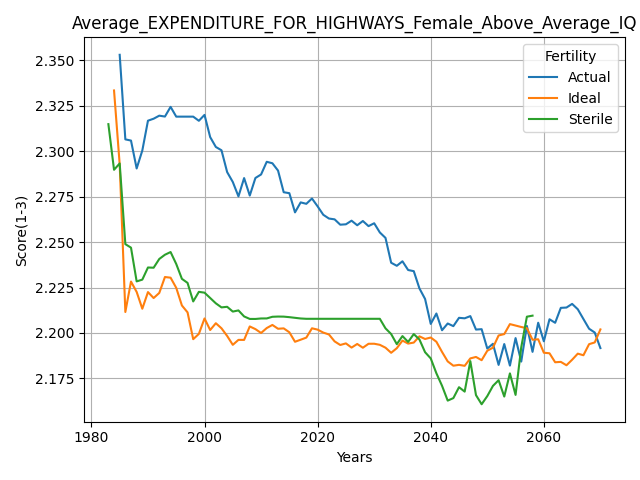 Average_EXPENDITURE_FOR_HIGHWAYS_Female_Above_Average_IQ
Score(1-3)
2.350
2.325
2.300
2.275
2.250
2.225
2.200
2.175
Fertility
Actual
Ideal
Sterile
1980 2000 2020 2040 2060
Years